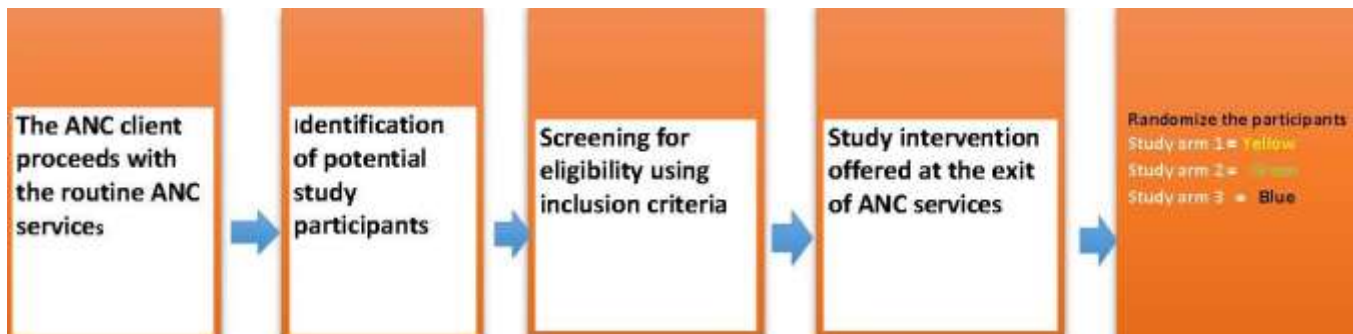 The ANC client
proceeds with
the routine ANC
services
Identification
of potential
study
participants
Screening for
eligibility using
inclusion criteria
Study intervention
offered at the exit
of ANC services
Randomize the participants
Study arm 1= Yellow
Study arm 2= Green
Study arm 3 = Blue